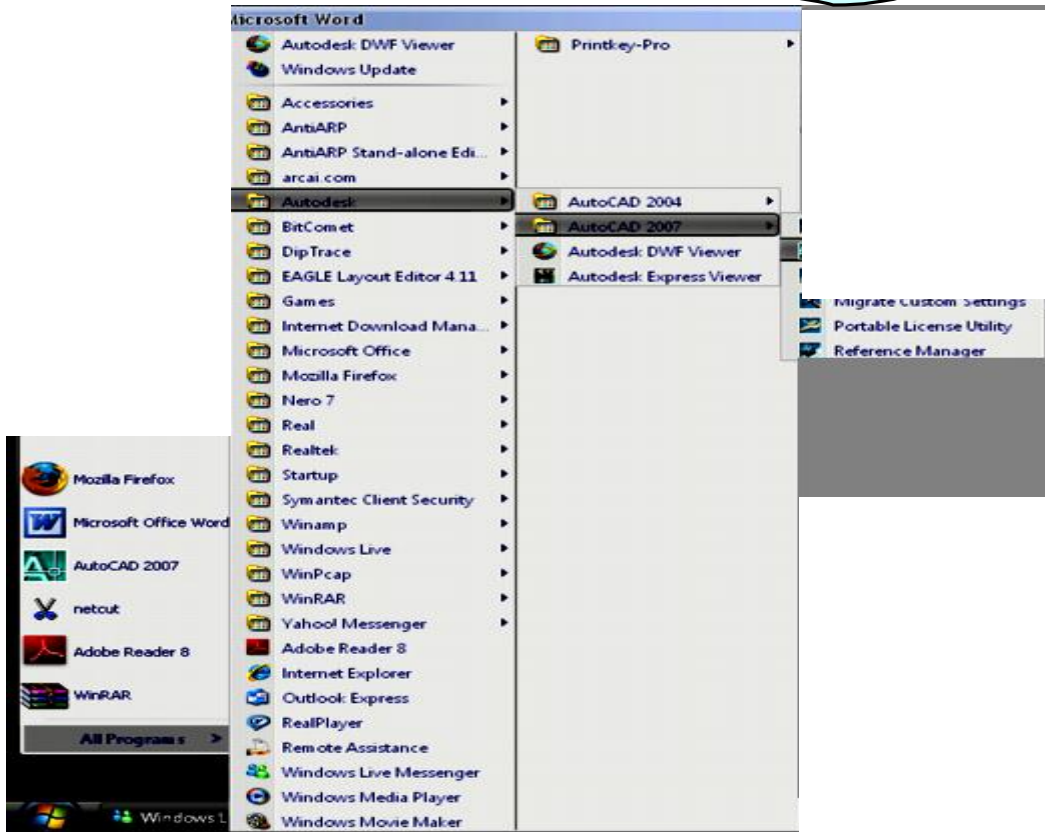 Microsoft Word
Autodesk DWF Viewer
Windows Update
Accessories
AntiARP
AntiARP Stand-alone Edi...
arcai.com
Autodesk
BitComet
DipTrace
EAGLE Layout Editor 4.11
Games
Internet Download Mana...
Microsoft Office
Mozilla Firefox
Nero 7
Real
Realtek
Startup
Symantec Client Security
Winamp
Windows Live
WinPcap
WinRAR
Yahoo! Messenger
Adobe Reader 8
Internet Explorer
Outlook Express
RealPlayer
Remote Assistance
Windows Live Messenger
Windows Media Player
Windows Movie Maker
Printkey-Pro
AutoCAD 2004
AutoCAD 2007
Autodesk DWF Viewer
Autodesk Express Viewer
Migrate Custom Settings
Portable License Utility
Reference Manager
Mozilla Firefox
Microsoft Office Word
AutoCAD 2007
netcut
Adobe Reader 8
WinRAR
All Programs >
Windows L